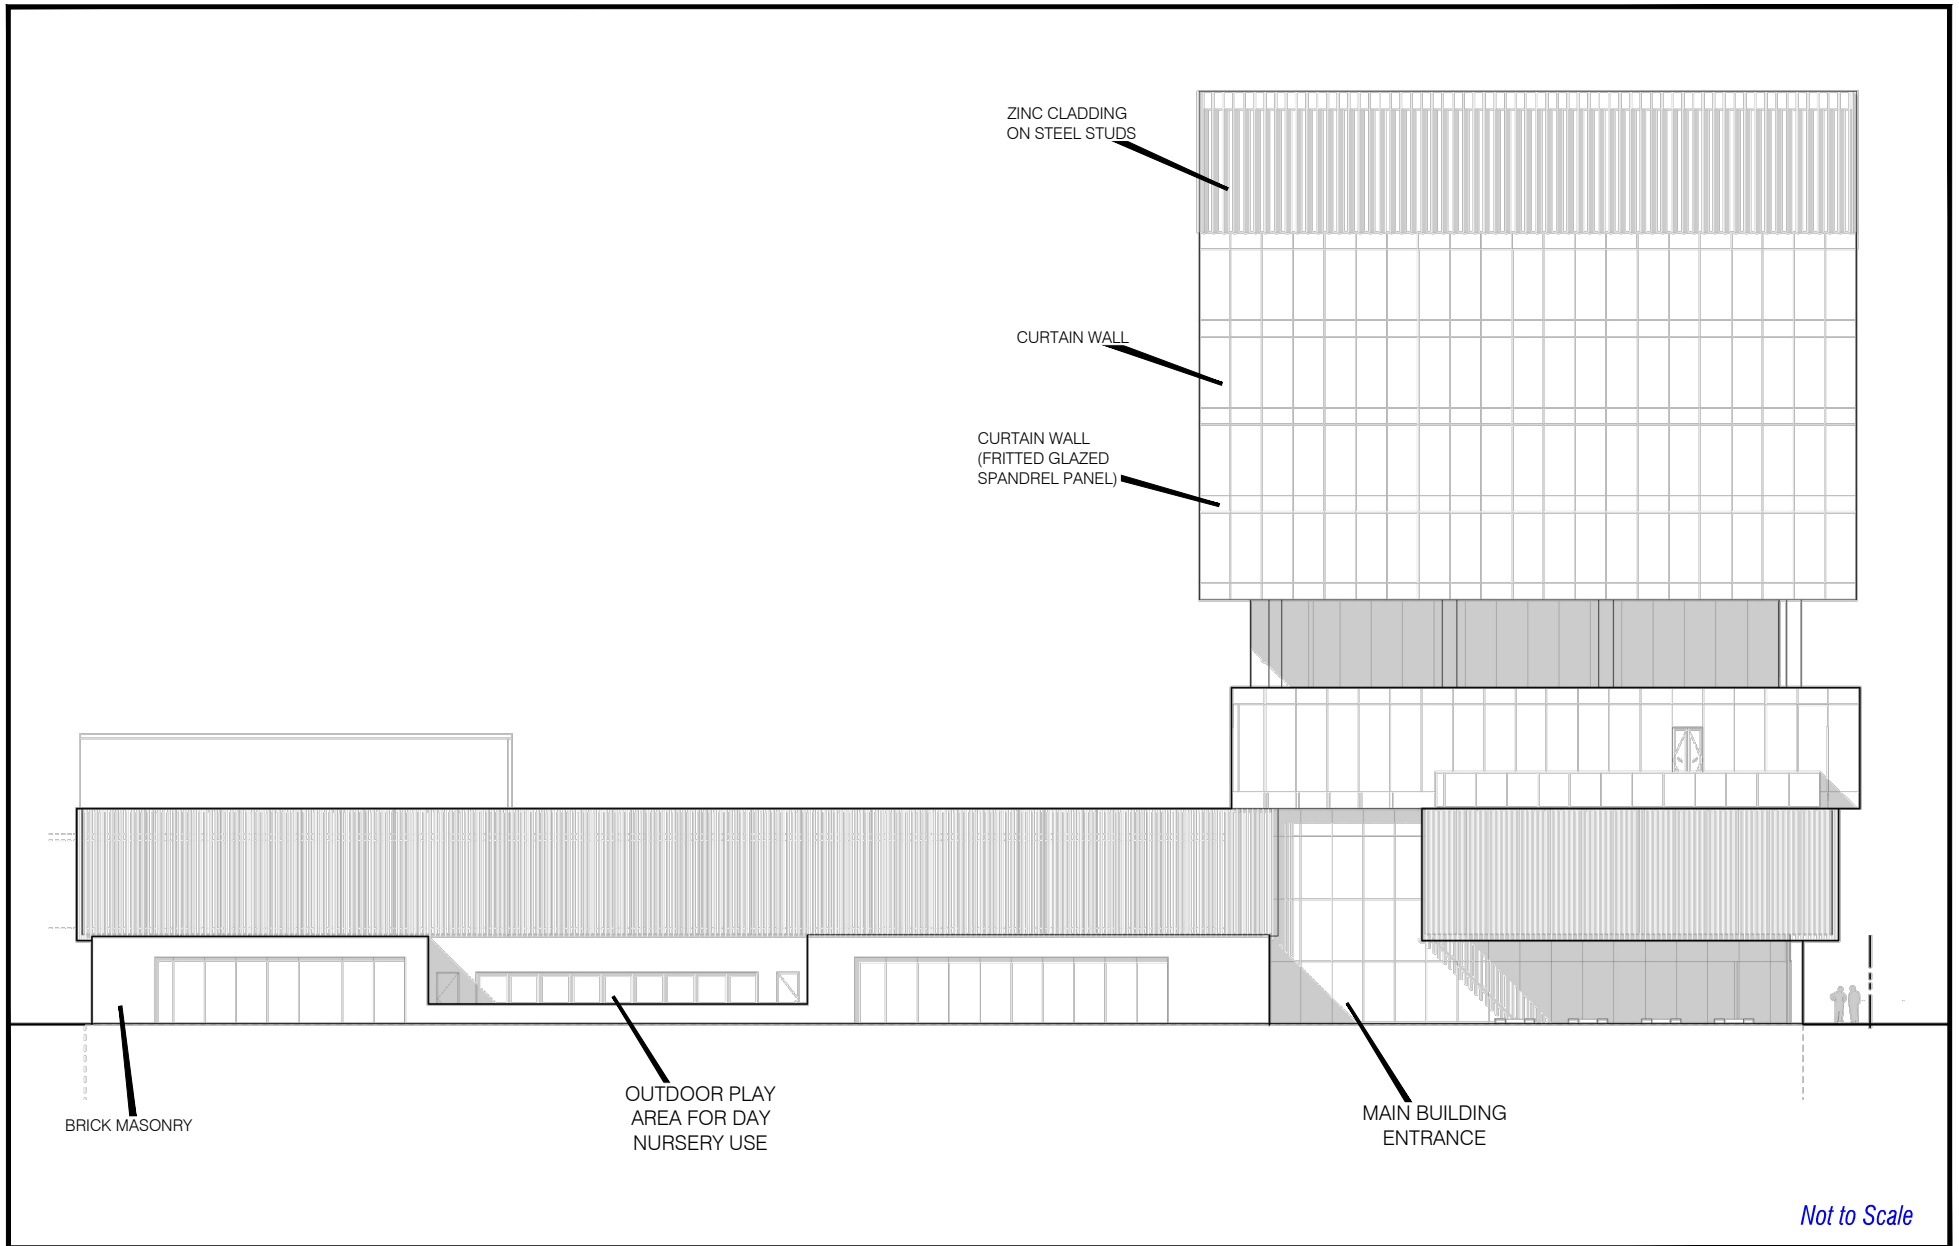 ZINC CLADDING
ON STEEL STUDS
CURTAIN WALL
CURTAIN WALL
(FRITTED GLAZED
SPANDREL PANEL)
OUTDOOR PLAY
AREA FOR DAY
NURSERY USE
BRICK MASONRY
MAIN BUILDING
ENTRANCE
Not to Scale